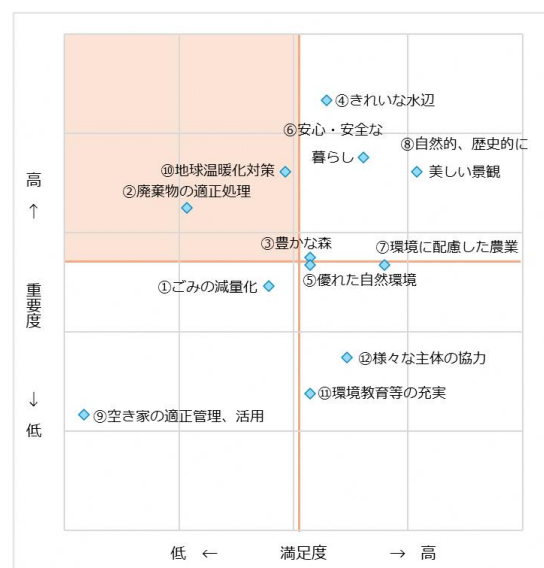 ④きれいな水辺
⑥安心・安全な
暮らし
⑧自然的、歴史的に
美しい景観
⑩地球温暖化対策
②廃棄物の適正処理
③豊かな森
⑦環境に配慮した農業
⑤優れた自然環境
①ごみの減量化
⑫様々な主体の協力
⑪環境教育等の充実
⑨空き家の適正管理、活用
高
↑
重要度
↓
低
低 ← 満足度 → 高